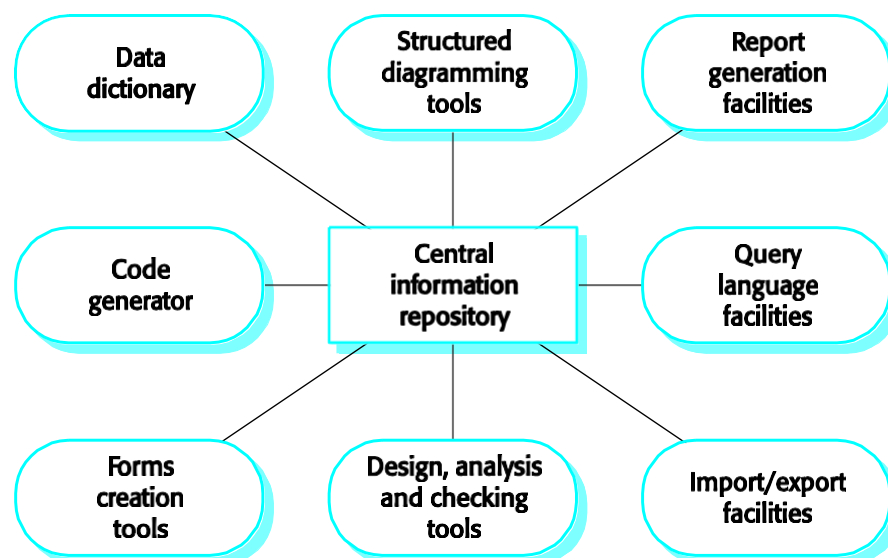 Data
dictionary
Structured
diagramming
tools
Report
generation
facilities
Code
generator
Central
information
repository
Query
language
facilities
Forms
creation
tools
Design, analysis
and checking
tools
Import/export
facilities